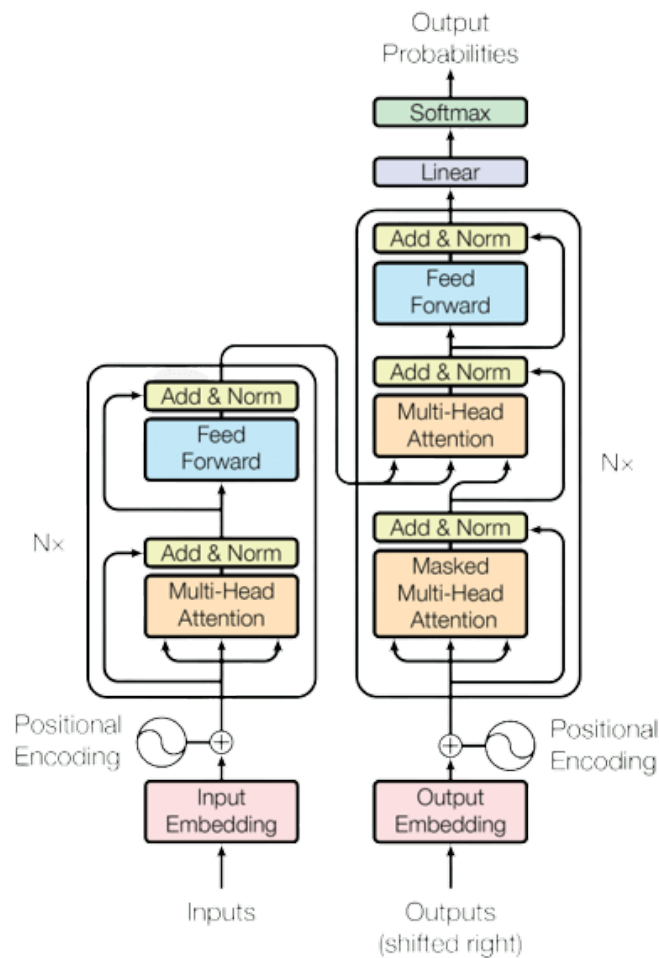 Output
Probabilities
Softmax
Linear
Add & Norm
Feed
Forward
Add & Norm
Multi-Head
Attention
Add & Norm
Masked
Multi-Head
Attention
Nx
Add & Norm
Feed
Forward
Add & Norm
Multi-Head
Attention
Nx
Positional
Encoding
Positional
Encoding
Input
Embedding
Output
Embedding
Inputs
Outputs
(shifted right)